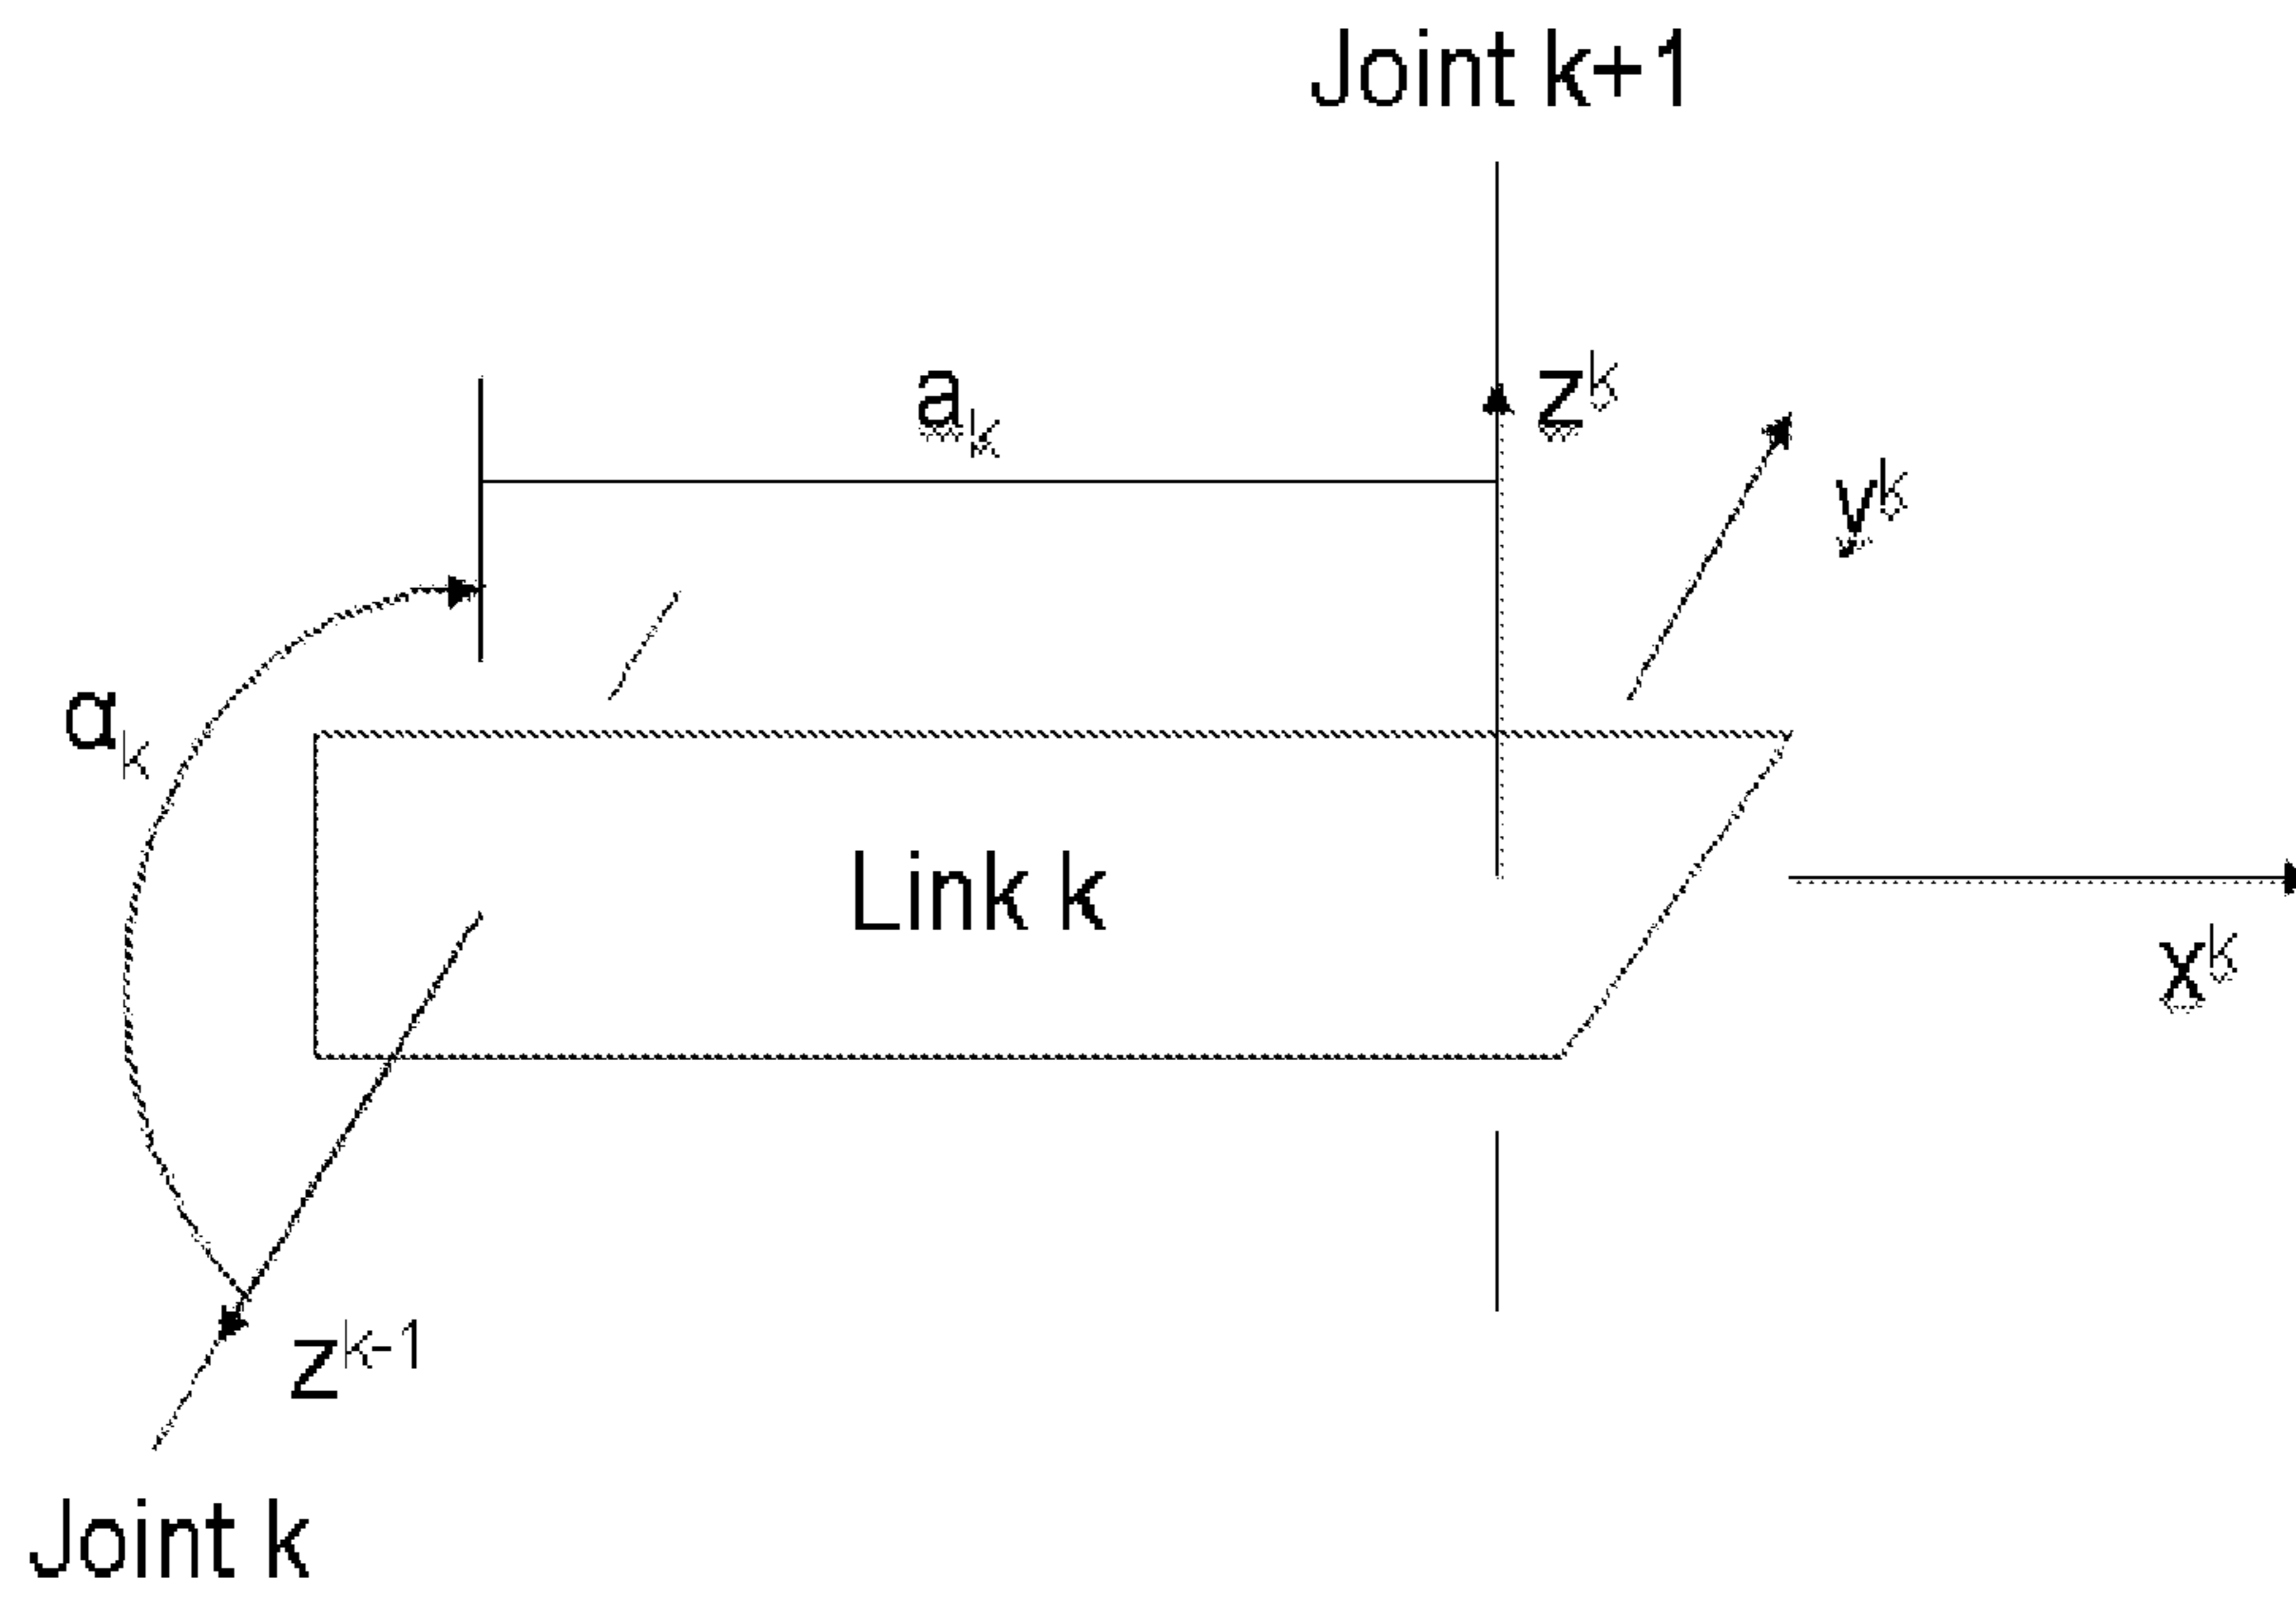 Joint k+1
a_k
z^k
y^k
α_k
Link k
x^k
z^k-1
Joint k